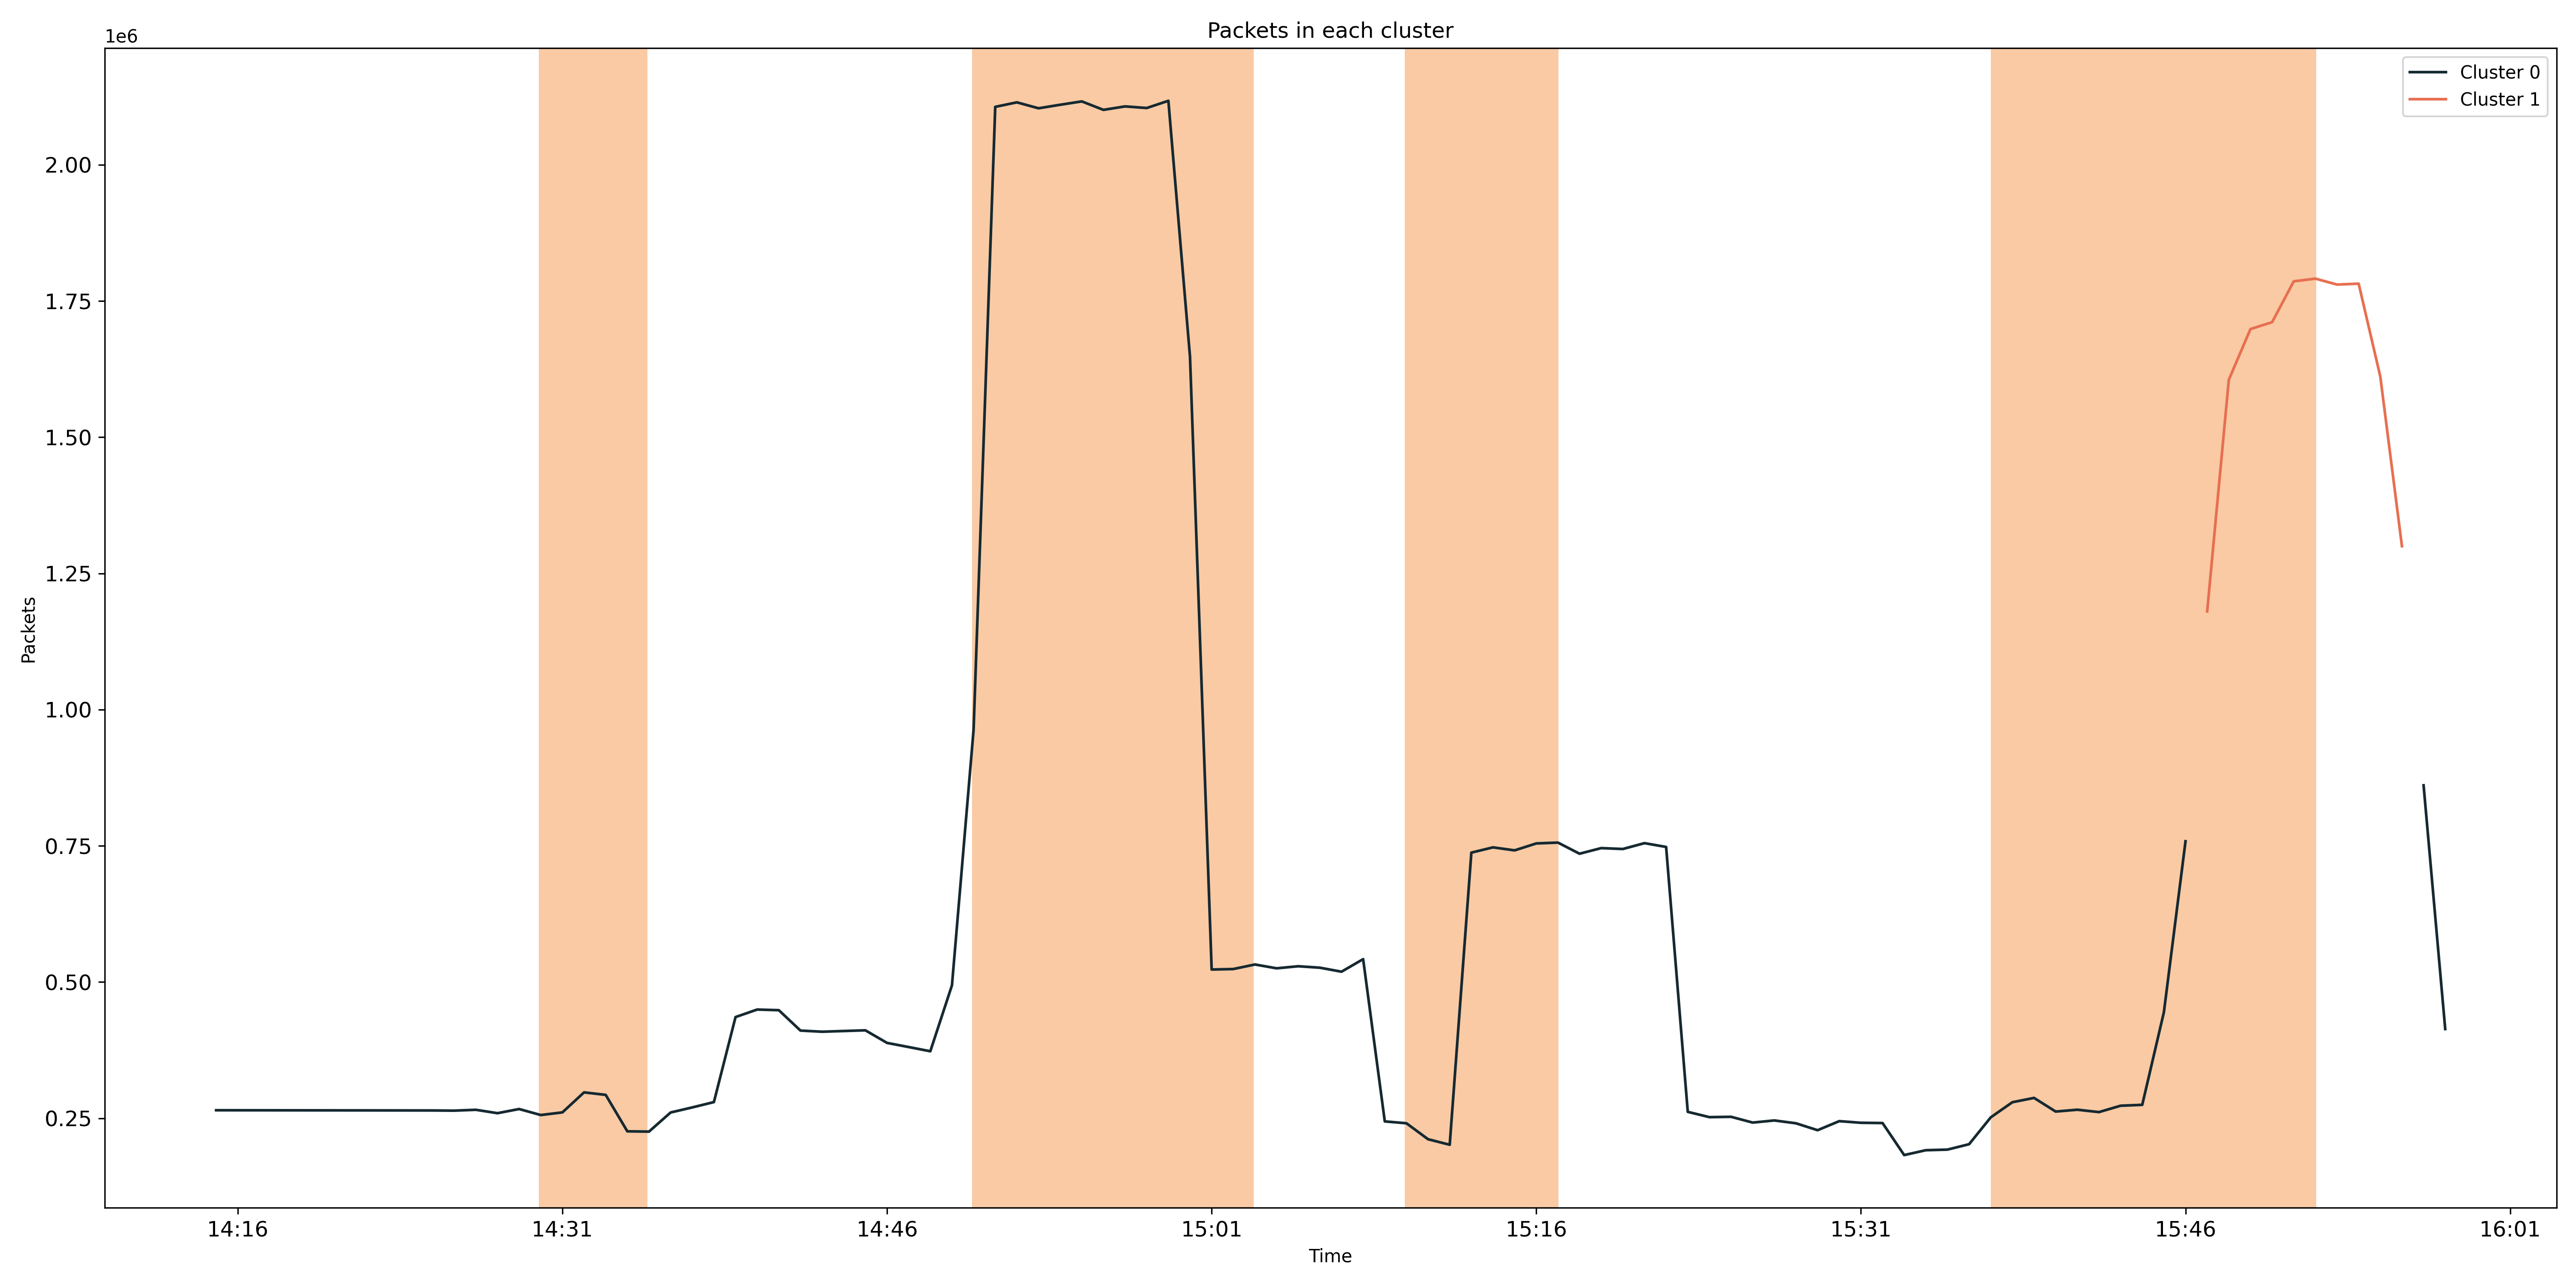 Packets in each cluster
1e6
Cluster 0
Cluster 1
2.00
1.75
1.50
1.25
1.00
0.75
0.50
0.25
Packets
14:16
14:31
14:46
15:01
15:16
15:31
15:46
16:01
Time